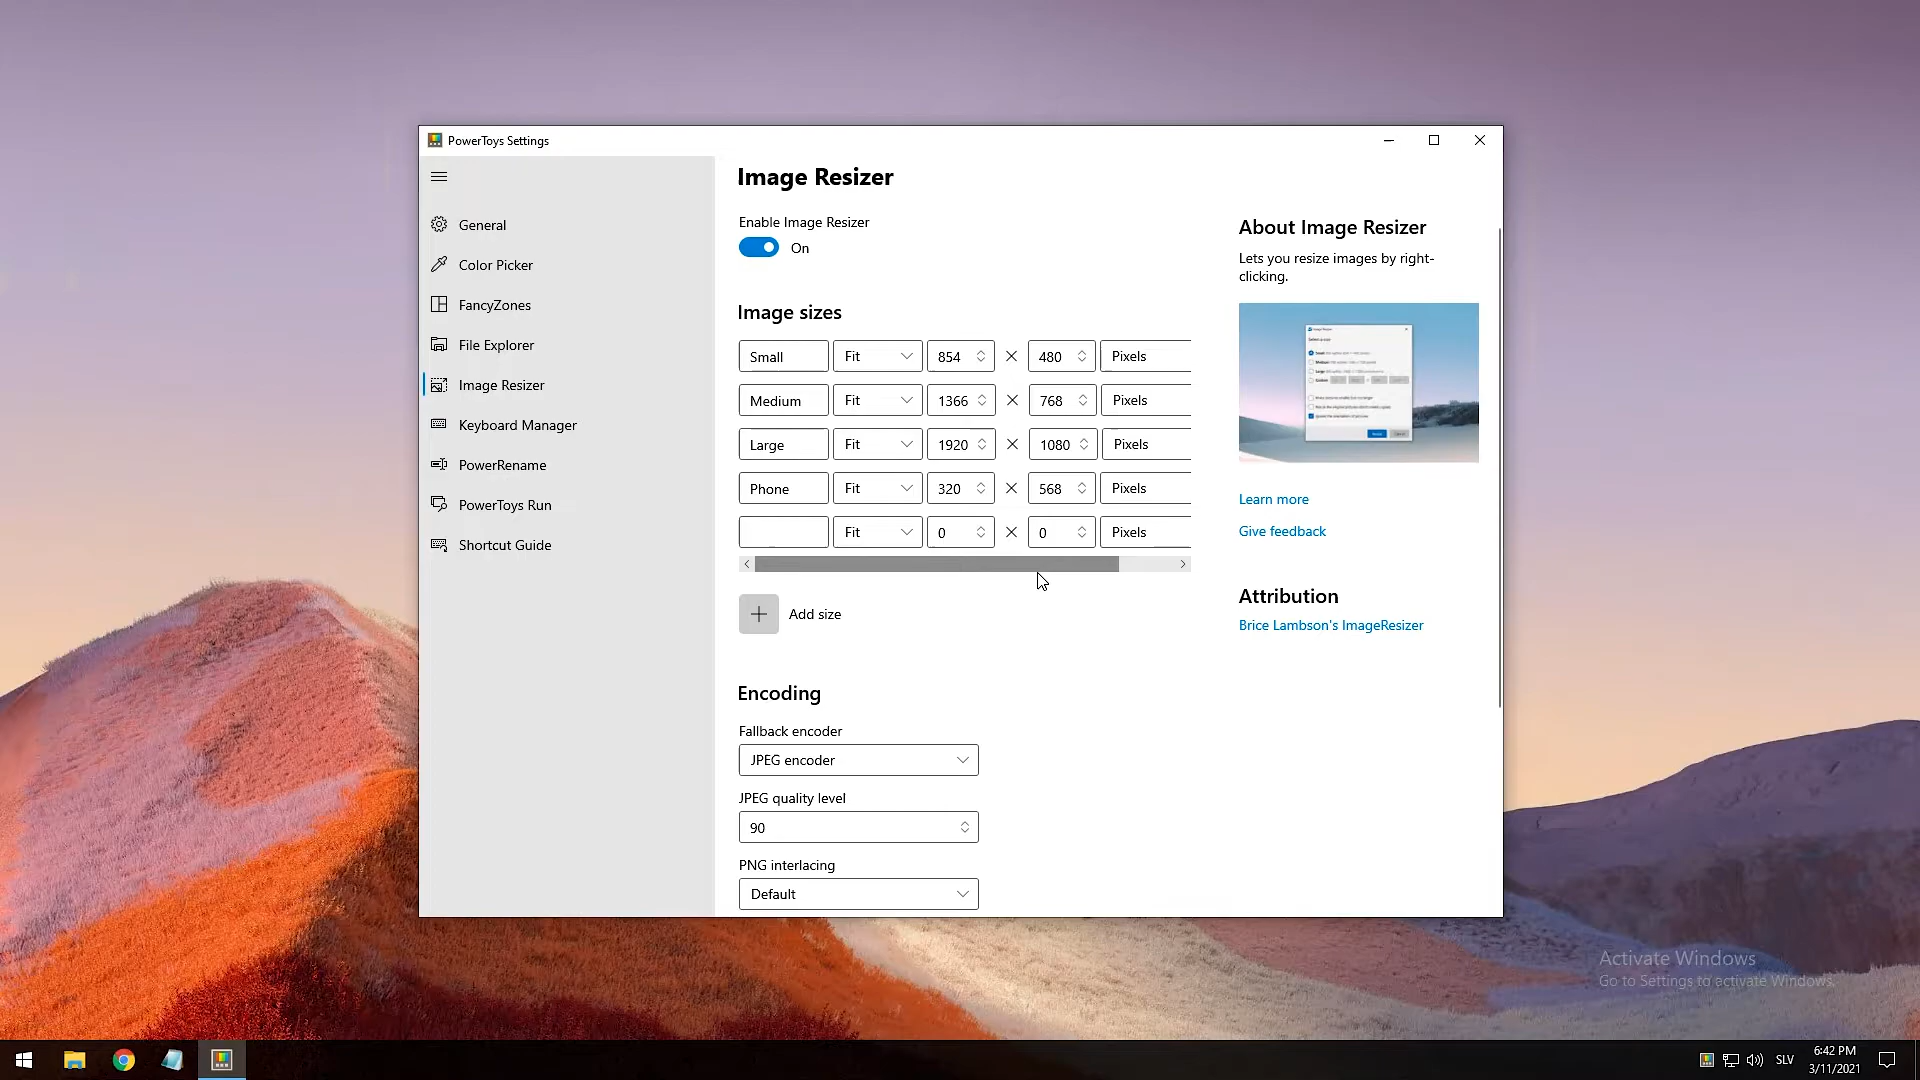 PowerToys Settings
General
Color Picker
FancyZones
File Explorer
Image Resizer
Keyboard Manager
PowerRename
PowerToys Run
Shortcut Guide
Image Resizer
Enable Image Resizer
On
Image sizes
Small Fit 854 480 Pixels
Medium Fit 1366 768 Pixels
Large Fit 1920 1080 Pixels
Phone Fit 320 568 Pixels
Fit 0 0 Pixels
Add size
Encoding
Fallback encoder
JPEG encoder
JPEG quality level
90
PNG interlacing
Default
About Image Resizer
Lets you resize images by right-
clicking.
Image Resizer
Select a size
Learn more
Give feedback
Attribution
Brice Lambson's ImageResizer
Activate Windows
Go to Settings to activate Windows.
SLV
6:42 PM
3/11/2021